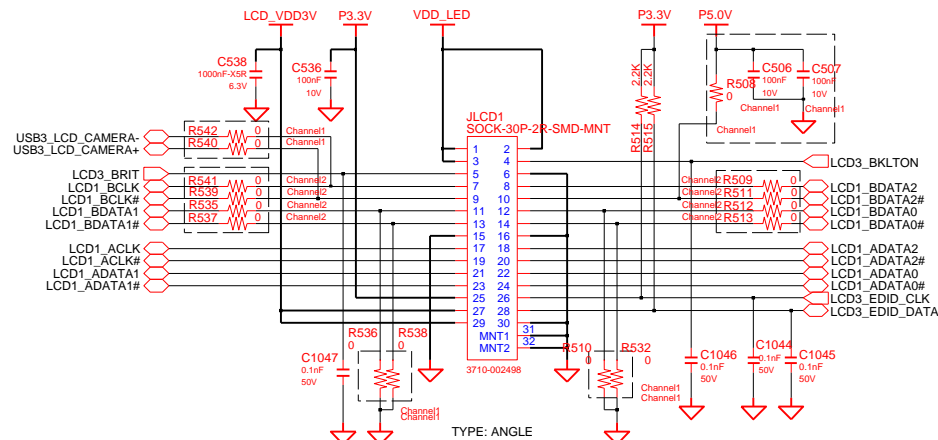 LCD_VDD3V
P3.3V
VDD_LED
P3.3V
P5.0V
C538
1000nF-X5R
6.3V
C536
100nF
10V
2.2K
2.2K
R514
R515
R508
0
C506
100nF
10V
C507
100nF
10V
Channel1
Channel1
JLCD1
SOCK-30P-2R-SMD-MNT
USB3_LCD_CAMERA-
R542
0
Channel1
USB3_LCD_CAMERA+
R540
0
Channel1
LCD3_BRIT
LCD1_BCLK
R541
0
Channel2
LCD1_BCLK#
R539
0
Channel2
LCD1_BDATA1
R535
0
Channel2
LCD1_BDATA1#
R537
0
Channel2
LCD1_ACLK
LCD1_ACLK#
LCD1_ADATA1
LCD1_ADATA1#
1 2
3 4
5 6
7 8
9 10
11 12
13 14
15 16
17 18
19 20
21 22
23 24
25 26
27 28
29 30
MNT1 31
MNT2 32
3710-002498
LCD3_BKLTON
Channel2
R509
0
LCD1_BDATA2
Channel2
R511
0
LCD1_BDATA2#
Channel2
R512
0
LCD1_BDATA0
Channel2
R513
0
LCD1_BDATA0#
LCD1_ADATA2
LCD1_ADATA2#
LCD1_ADATA0
LCD1_ADATA0#
LCD3_EDID_CLK
LCD3_EDID_DATA
C1047
0.1nF
50V
R536
0
R538
0
Channel1
Channel1
R510
0
R532
0
Channel1
Channel1
C1046
0.1nF
50V
C1044
0.1nF
50V
C1045
0.1nF
50V
TYPE: ANGLE